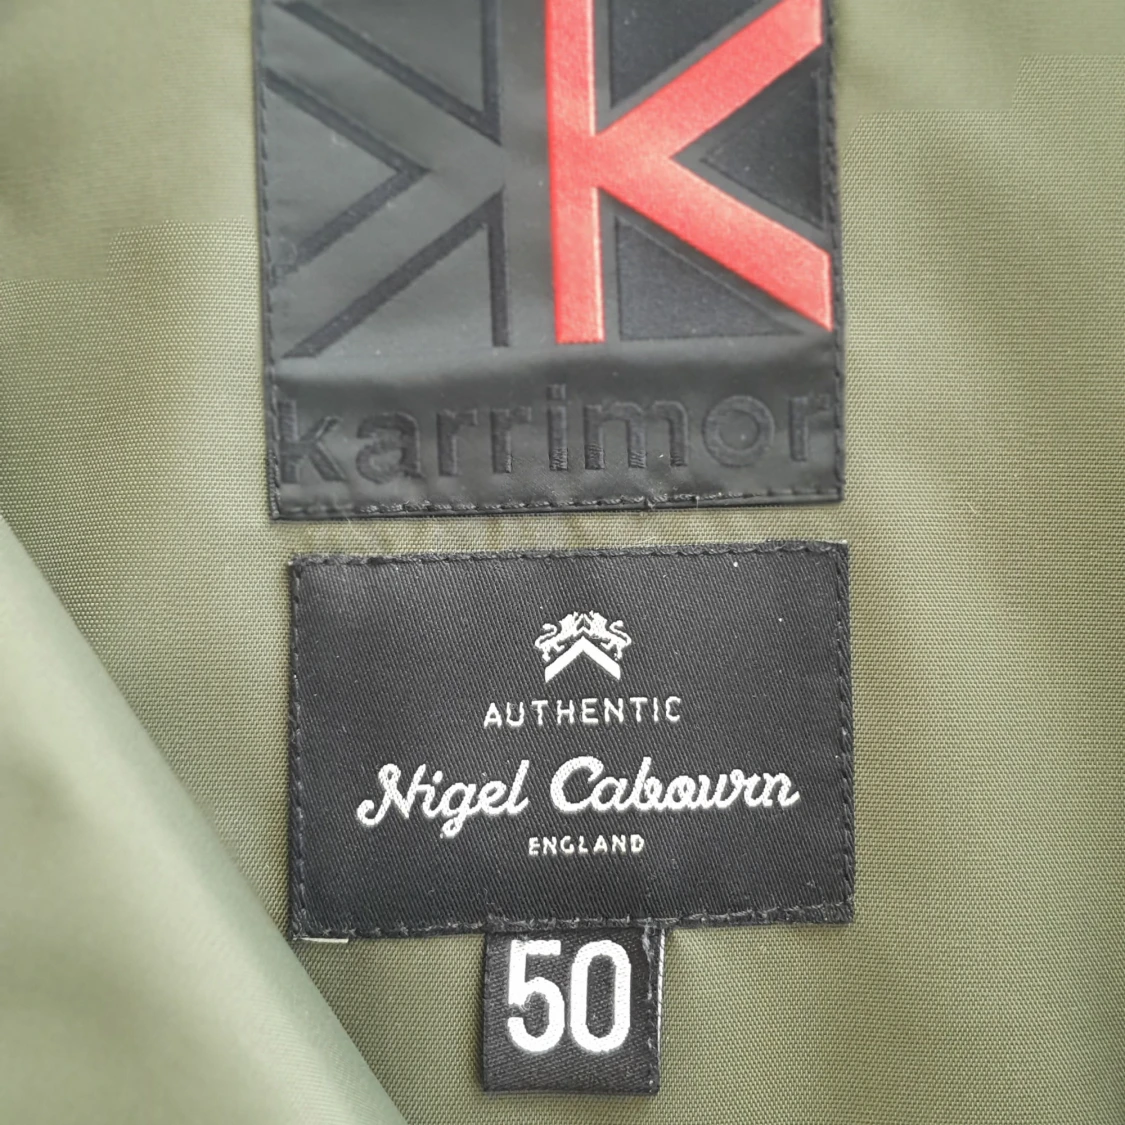 karrimor
AUTHENTIC
Nigel Cabourn
ENGLAND
50